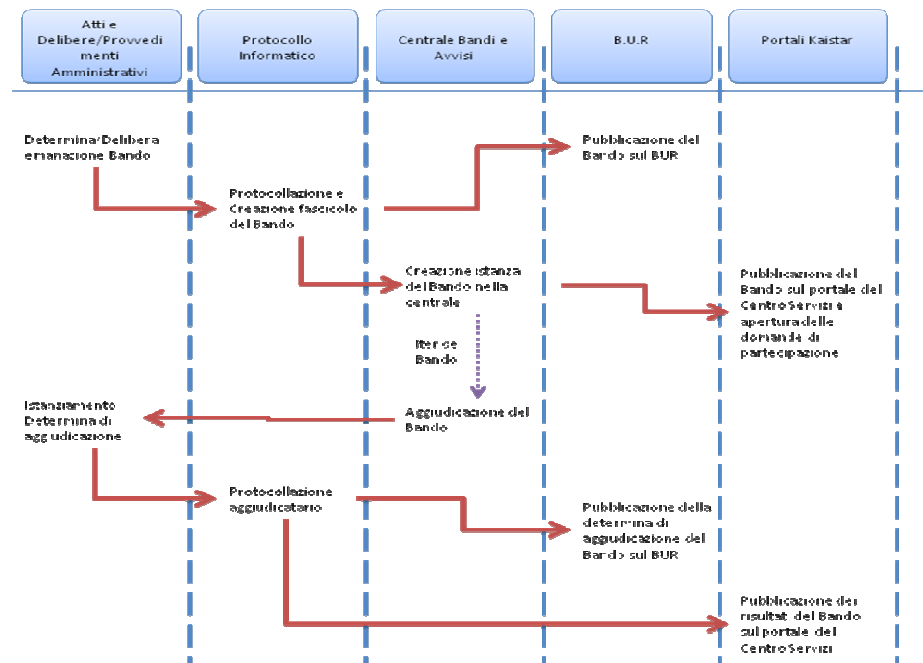 Atti e
Delibere/Provvedi
menti
Amministrativi
Protocollo
Informatico
Centrale Bandi e
Avvisi
B.U.R
Portali Kaistar
Determina/Delibera
emanazione Bando
Pubblicazione del
Bando sul BUR
Protocollazione e
Creazione fascicolo
del Bando
Creazione istanza
del Bando nella
centrale
Pubblicazione del
Bando sul portale del
CentroServizi e
apertura delle
domande di
partecipazione
Iter de
Bando
Istanziamento
Determina di
aggiudicazione
Aggiudicazione del
Bando
Protocollazione
aggiudicatario
Pubblicazione della
determina di
aggiudicazione del
Bando sul BUR
Pubblicazione dei
risultati del Bando
sul portale del
CentroServizi